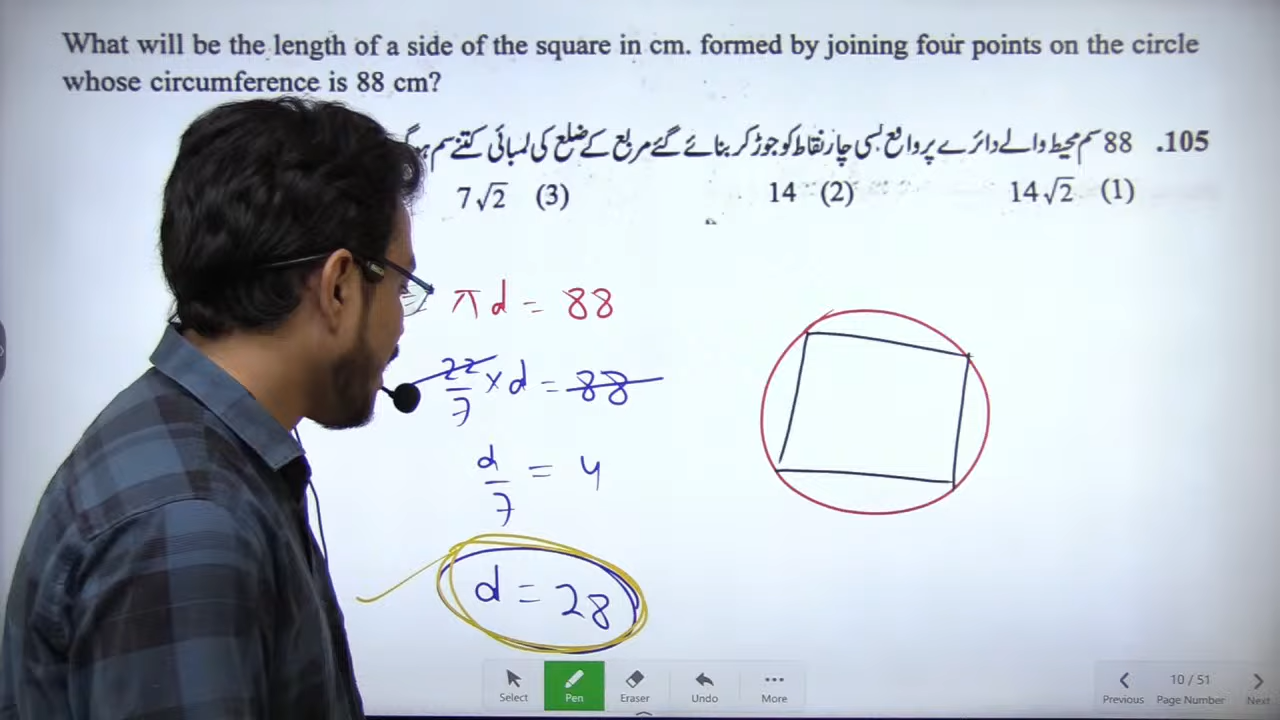 What will be the length of a side of the square in cm. formed by joining four points on the circle
whose circumference is 88 cm?
105. 88 سم محیط والے دائرے پر واقع کسی چار نقاط کو جوڑ کر بنائے گئے مربع کے ضلع کی لمبائی کتنے سم
(1) 14√2 (2) 14 (3) 7√2
πd = 88
22/7 × d = 88
d/7 = 4
d = 28
Select Pen Eraser Undo More
Previous 10 / 51 Page Number Next